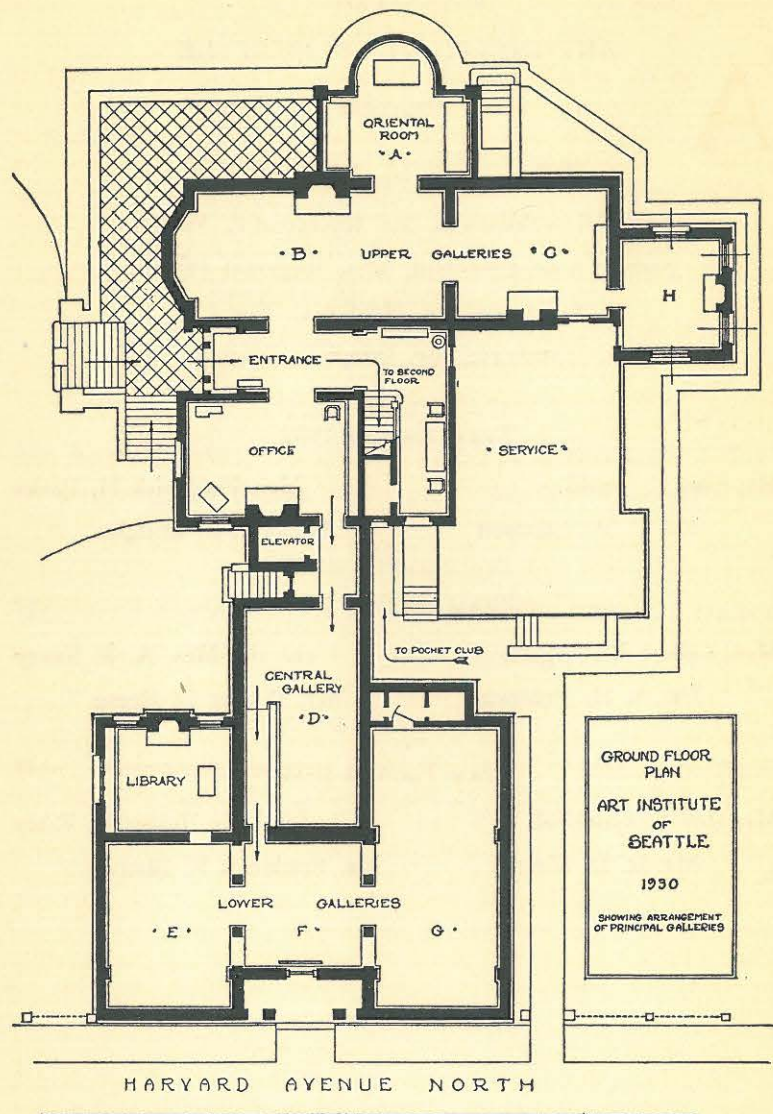 ORIENTAL
ROOM
• A •
• B • UPPER GALLERIES • C •
H
ENTRANCE
TO SECOND
FLOOR
OFFICE
• SERVICE •
ELEVATOR
TO POCHET CLUB
CENTRAL
GALLERY
• D •
LIBRARY
LOWER GALLERIES
• E • • F • G •
GROUND FLOOR
PLAN
ART INSTITUTE
OF
SEATTLE
1930
SHOWING ARRANGEMENT
OF PRINCIPAL GALLERIES
HARVARD AVENUE NORTH